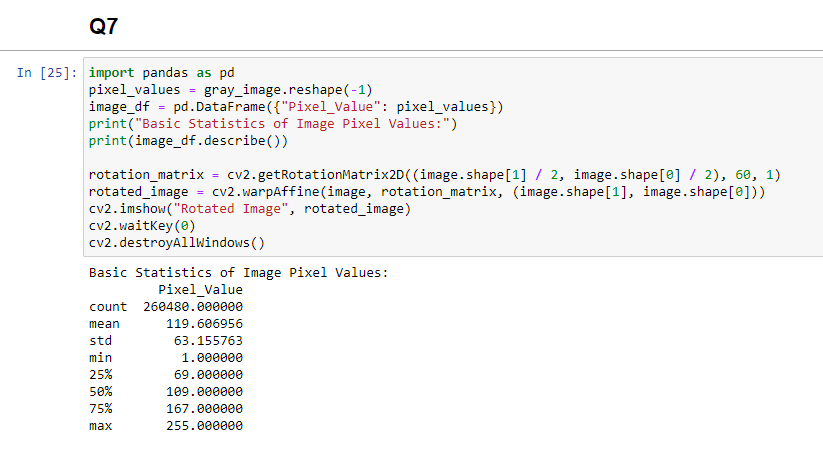 Q7
In [25]: import pandas as pd
pixel_values = gray_image.reshape(-1)
image_df = pd.DataFrame({"Pixel_Value": pixel_values})
print("Basic Statistics of Image Pixel Values:")
print(image_df.describe())
rotation_matrix = cv2.getRotationMatrix2D((image.shape[1] / 2, image.shape[0] / 2), 60, 1)
rotated_image = cv2.warpAffine(image, rotation_matrix, (image.shape[1], image.shape[0]))
cv2.imshow("Rotated Image", rotated_image)
cv2.waitKey(0)
cv2.destroyAllWindows()
Basic Statistics of Image Pixel Values:
Pixel_Value
count 260480.000000
mean 119.606956
std 63.155763
min 1.000000
25% 69.000000
50% 109.000000
75% 167.000000
max 255.000000